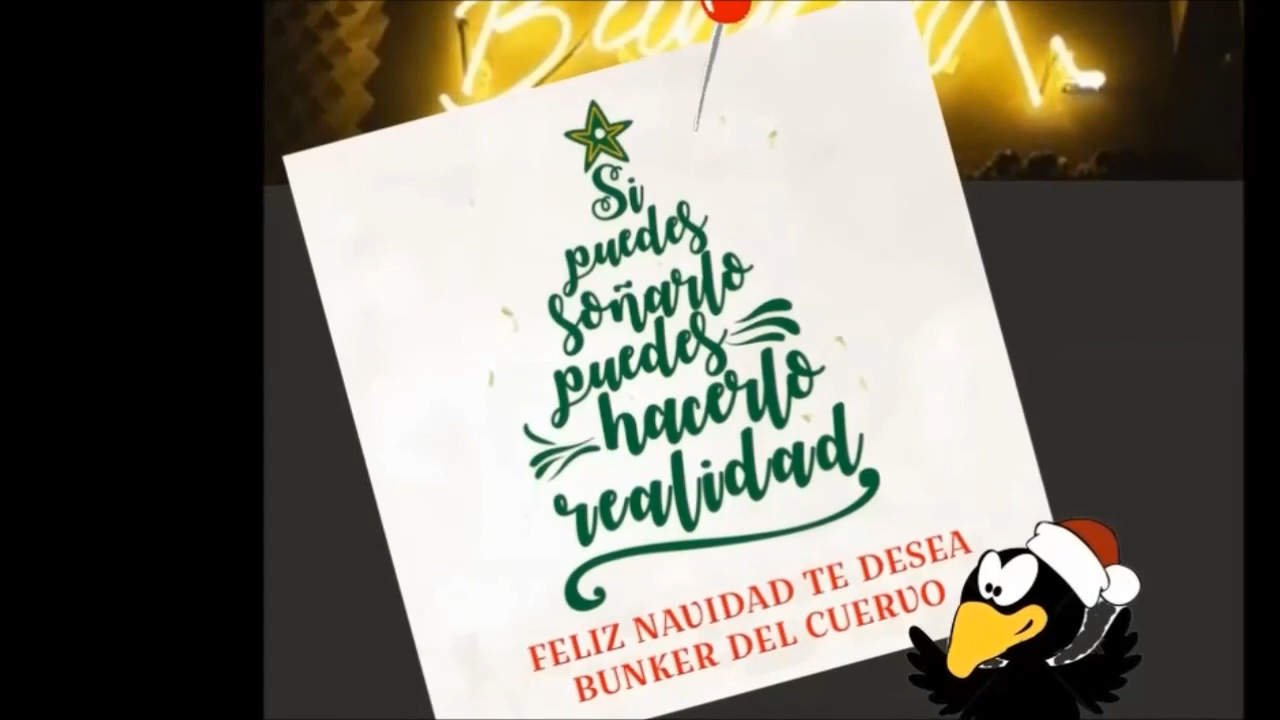 Si
puedes
soñarlo
puedes
hacerlo
realidad
FELIZ NAVIDAD TE DESEA
BUNKER DEL CUERVO